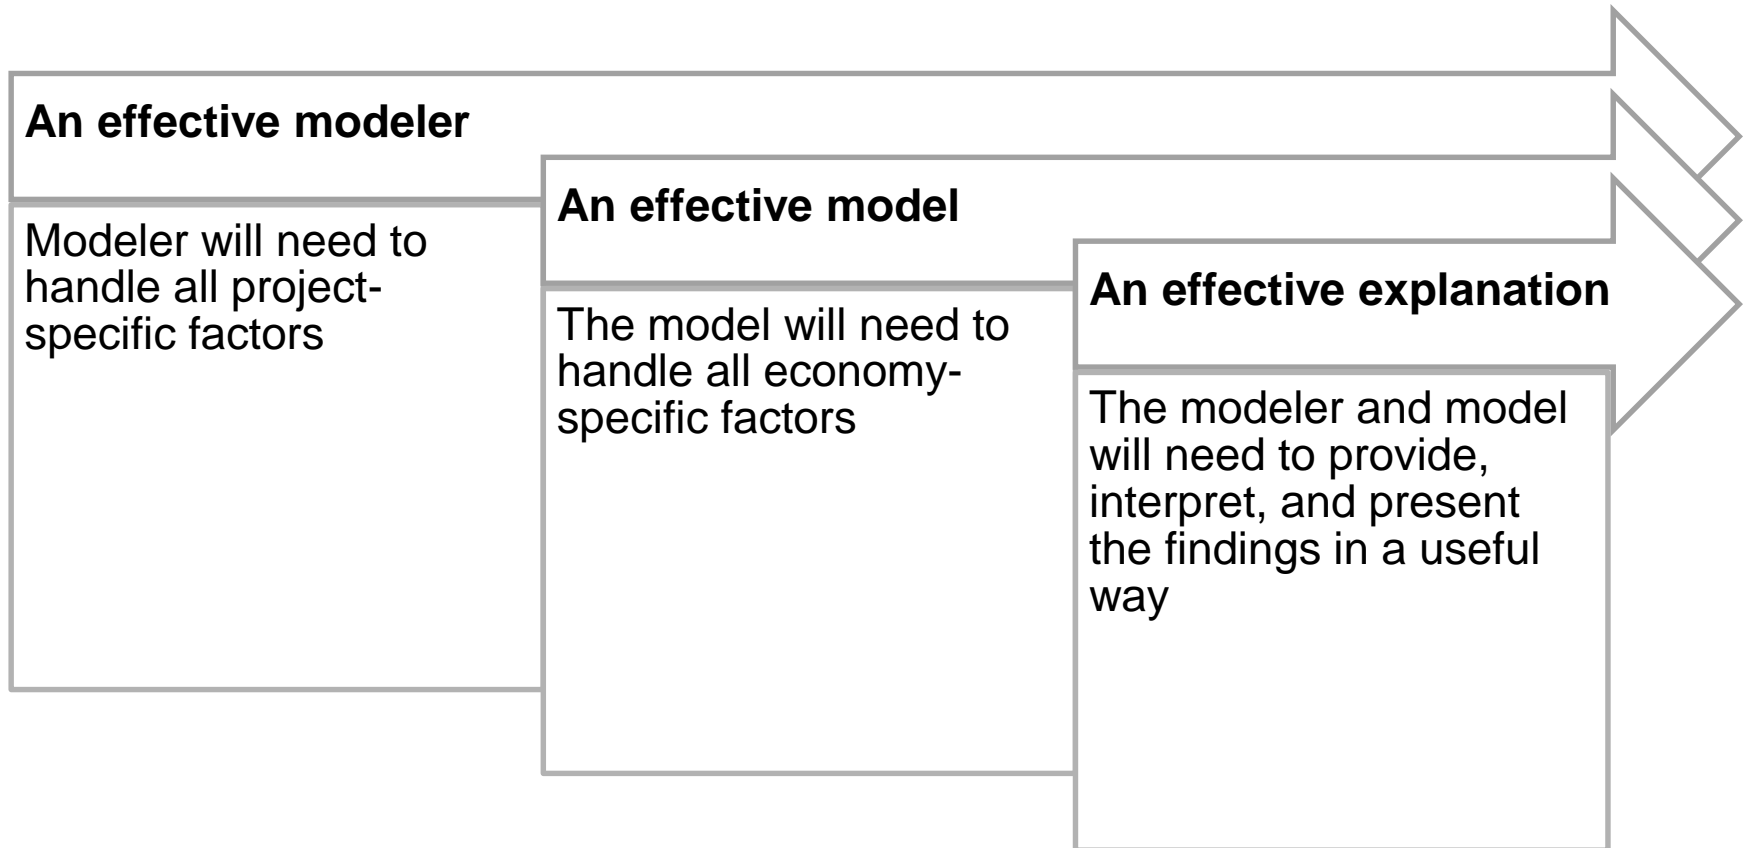 An effective modeler
Modeler will need to
handle all project-
specific factors
An effective model
The model will need to
handle all economy-
specific factors
An effective explanation
The modeler and model
will need to provide,
interpret, and present
the findings in a useful
way